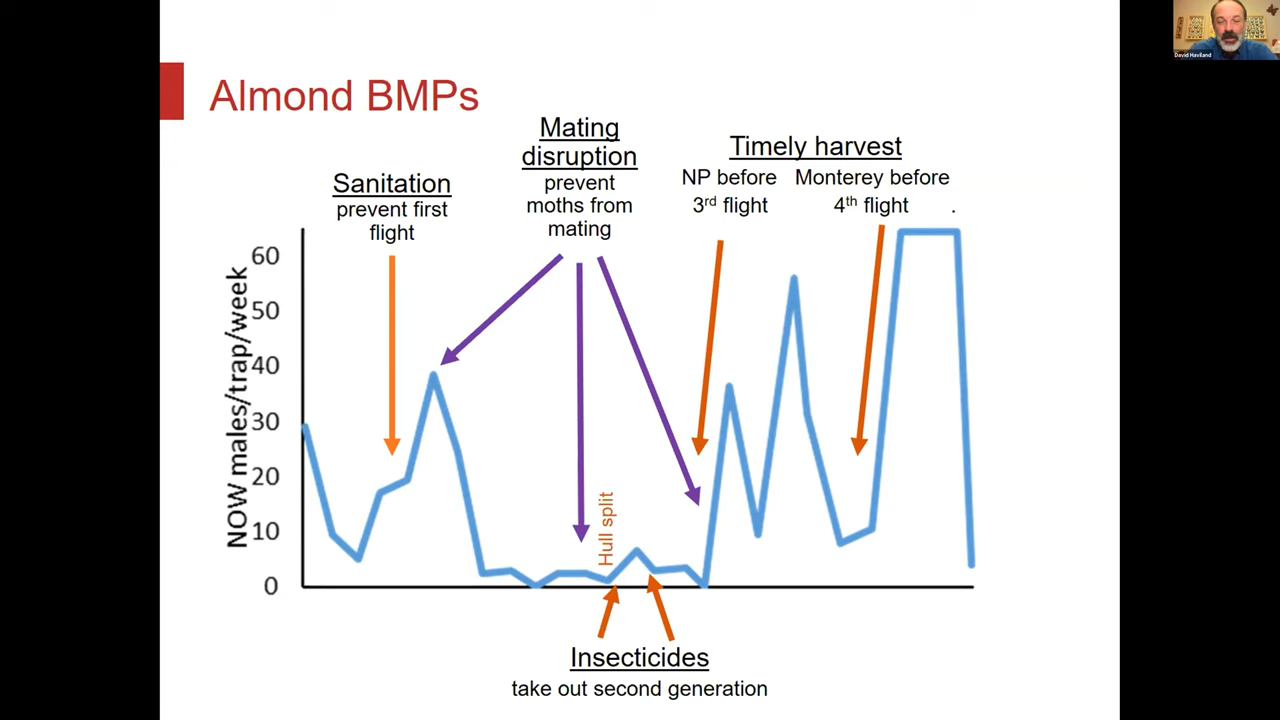 Almond BMPs
Mating
disruption
prevent
moths from
mating
Sanitation
prevent first
flight
Timely harvest
NP before
3rd flight
Monterey before
4th flight .
NOW males/trap/week
60
50
40
30
20
10
0
Hull split
Insecticides
take out second generation
David Haviland